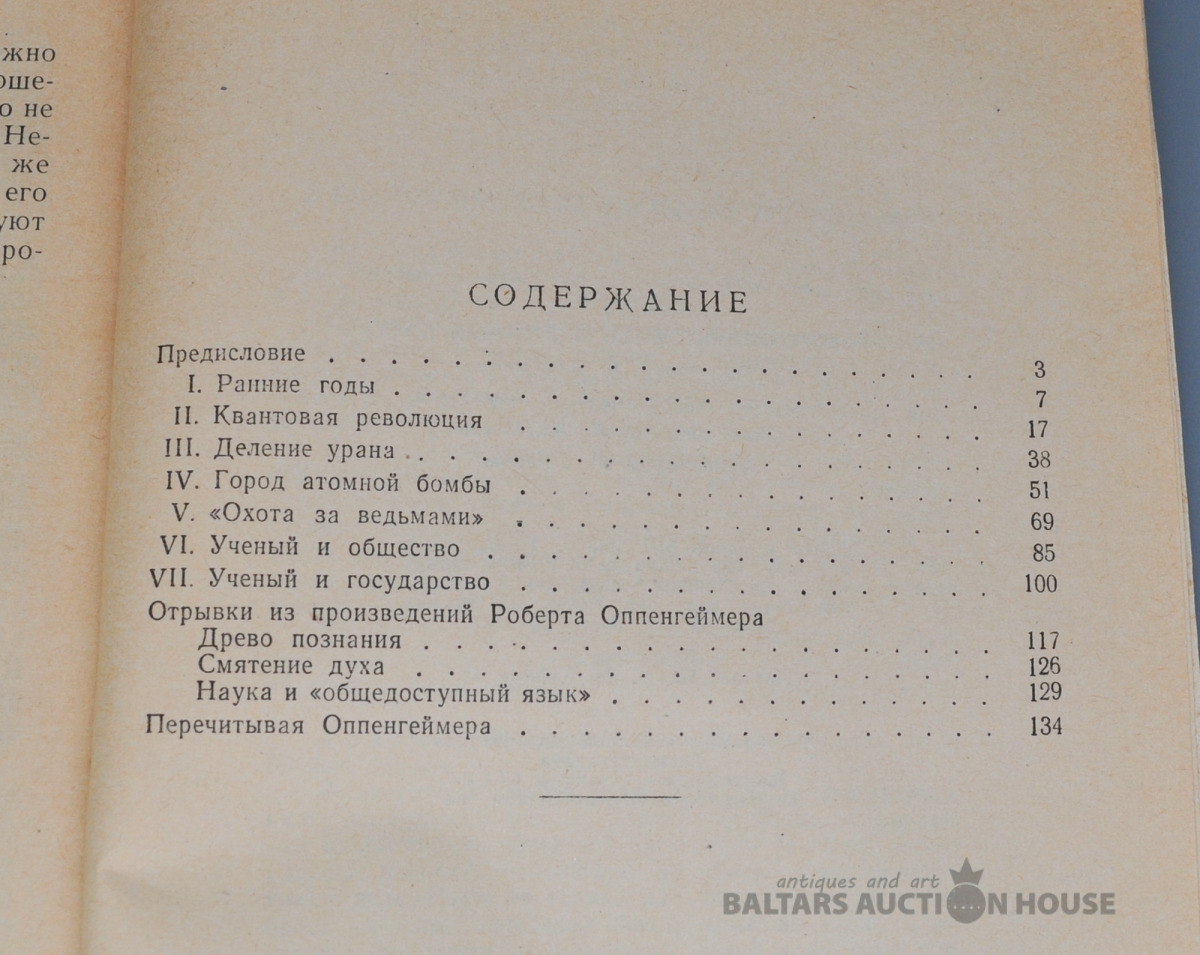 жно
о не
Не-
же
его
уют
ро-
СОДЕРЖАНИЕ
Предисловие . . . . . . . . . . . . . . . . . . 3
I. Ранние годы . . . . . . . . . . . . . . . . . . 7
II. Квантовая революция . . . . . . . . . . . . . . . 17
III. Деление урана . . . . . . . . . . . . . . . . . . 38
IV. Город атомной бомбы . . . . . . . . . . . . . . . 51
V. «Охота за ведьмами» . . . . . . . . . . . . . . . 69
VI. Ученый и общество . . . . . . . . . . . . . . . . 85
VII. Ученый и государство . . . . . . . . . . . . . . . 100
Отрывки из произведений Роберта Оппенгеймера
Древо познания . . . . . . . . . . . . . . . . . . 117
Смятение духа . . . . . . . . . . . . . . . . . . 126
Наука и «общедоступный язык» . . . . . . . . . . . . 129
Перечитывая Оппенгеймера . . . . . . . . . . . . . . . 134
antiques and art
BALTARS AUCTION HOUSE